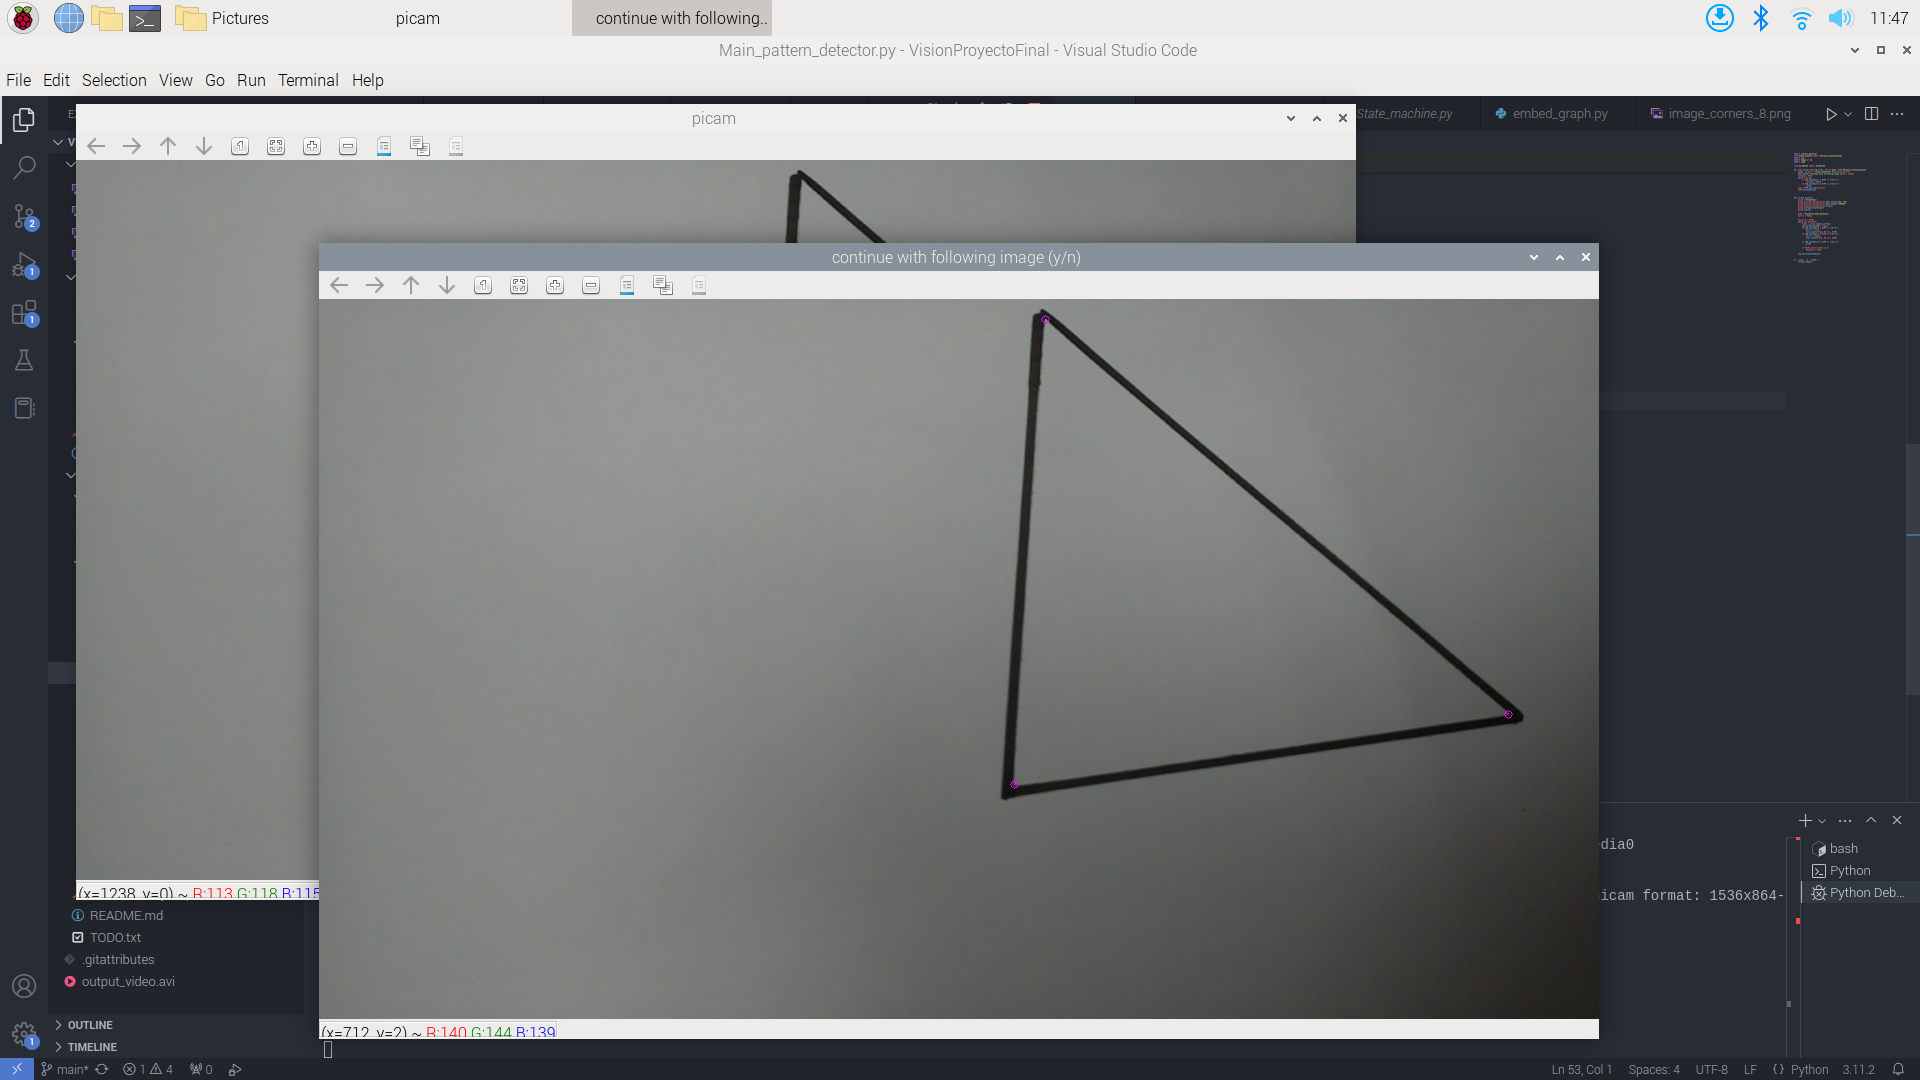 Pictures
picam
continue with following..
11:47
Main_pattern_detector.py - VisionProyectoFinal - Visual Studio Code
File Edit Selection View Go Run Terminal Help
State_machine.py
embed_graph.py
image_corners_8.png
picam
continue with following image (y/n)
2
1
1
dia0
bash
Python
icam format: 1536x864-
Python Deb...
(x=1238, y=0) ~ R:113 G:118 B:115
README.md
TODO.txt
.gitattributes
output_video.avi
OUTLINE
(x=712, y=2) ~ R:140 G:144 B:139
1
TIMELINE
main* 1 4 0 Ln 53, Col 1 Spaces: 4 UTF-8 LF {} Python 3.11.2